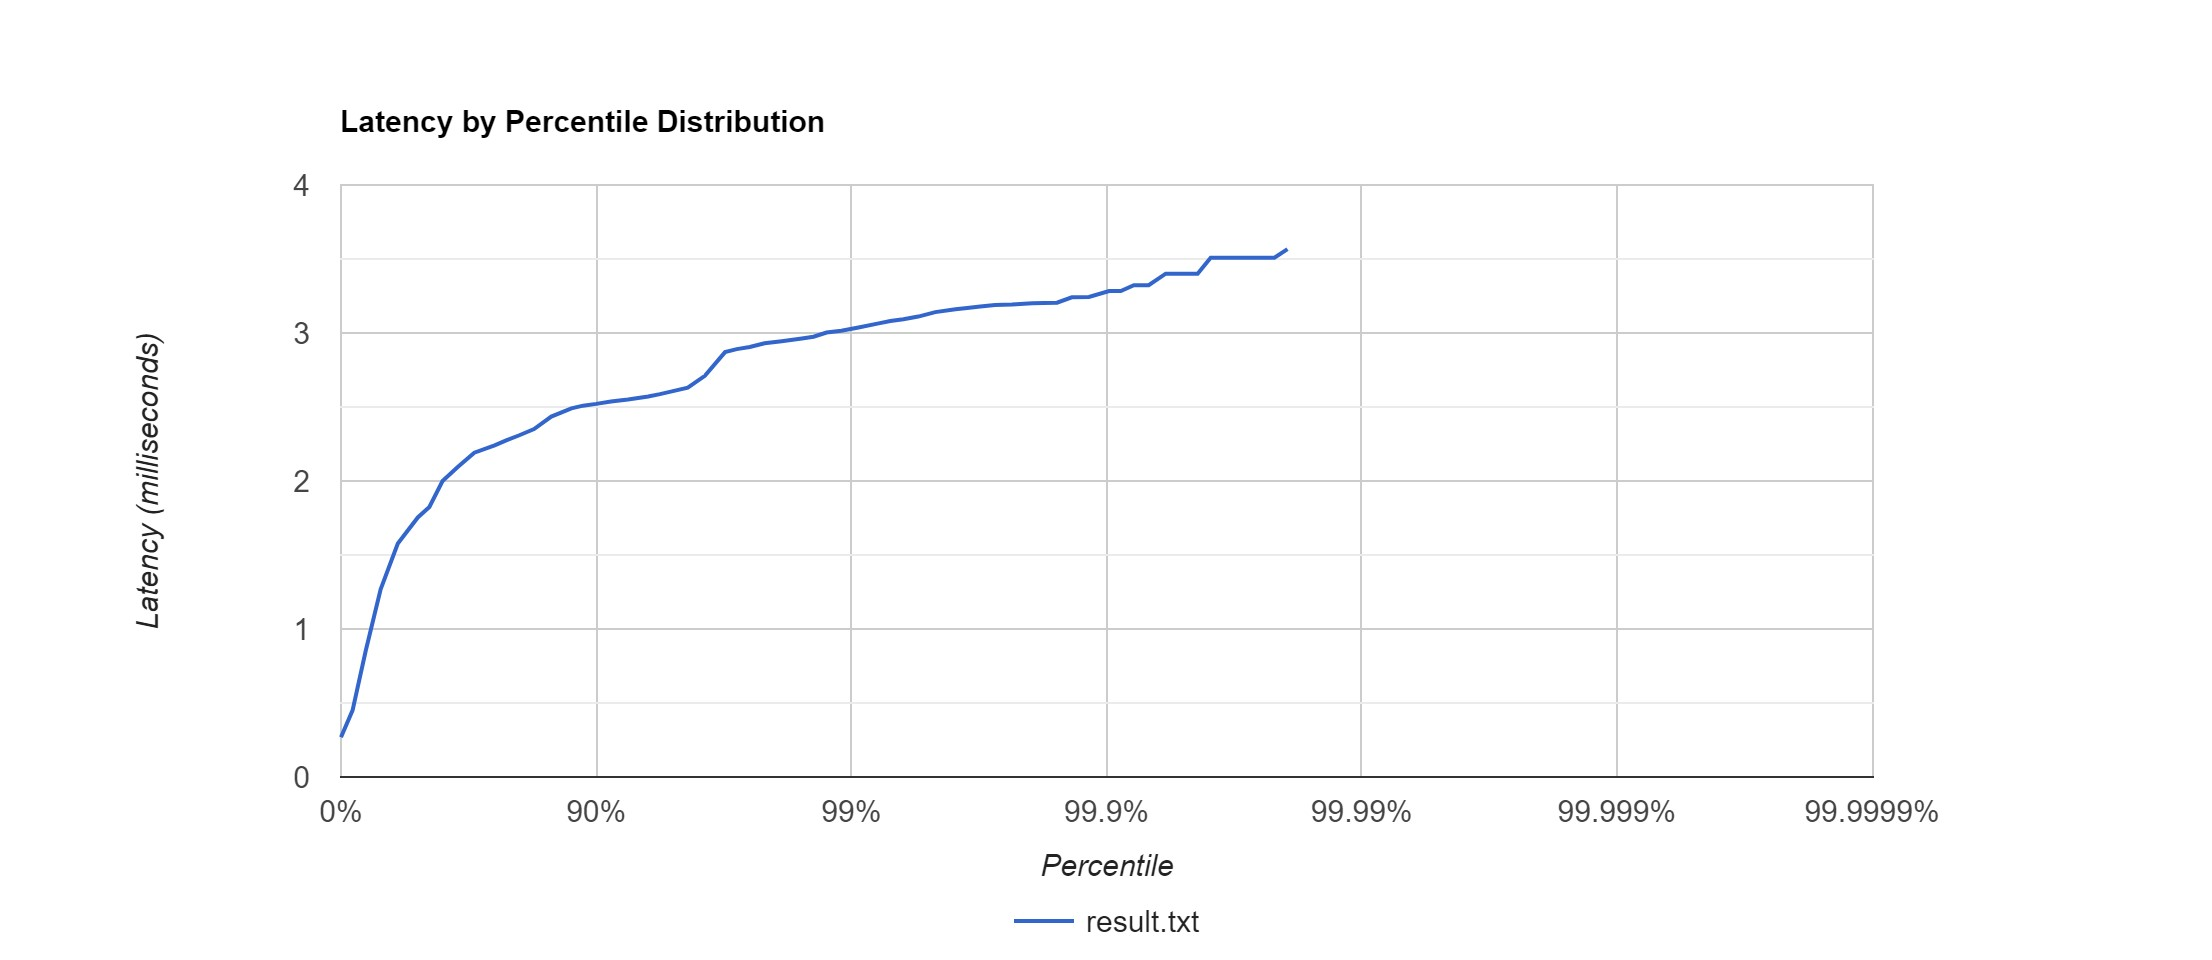 Latency by Percentile Distribution
Latency (milliseconds)
4
3
2
1
0
0% 90% 99% 99.9% 99.99% 99.999% 99.9999%
Percentile
result.txt